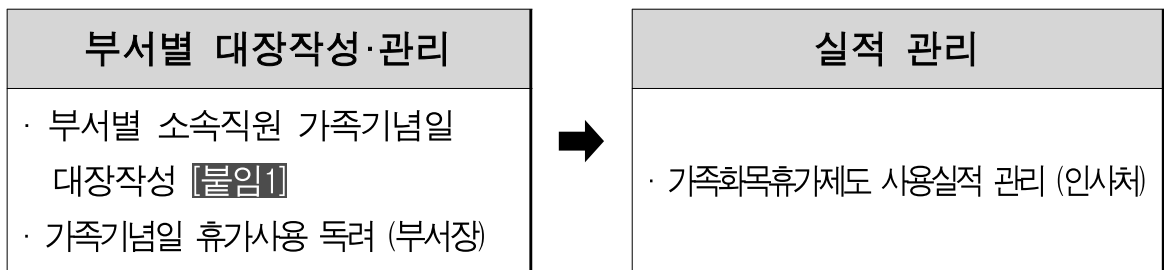 부서별 대장작성·관리
· 부서별 소속직원 가족기념일
대장작성 [붙임1]
· 가족기념일 휴가사용 독려 (부서장)
실적 관리
· 가족화목휴가제도 사용실적 관리 (인사처)